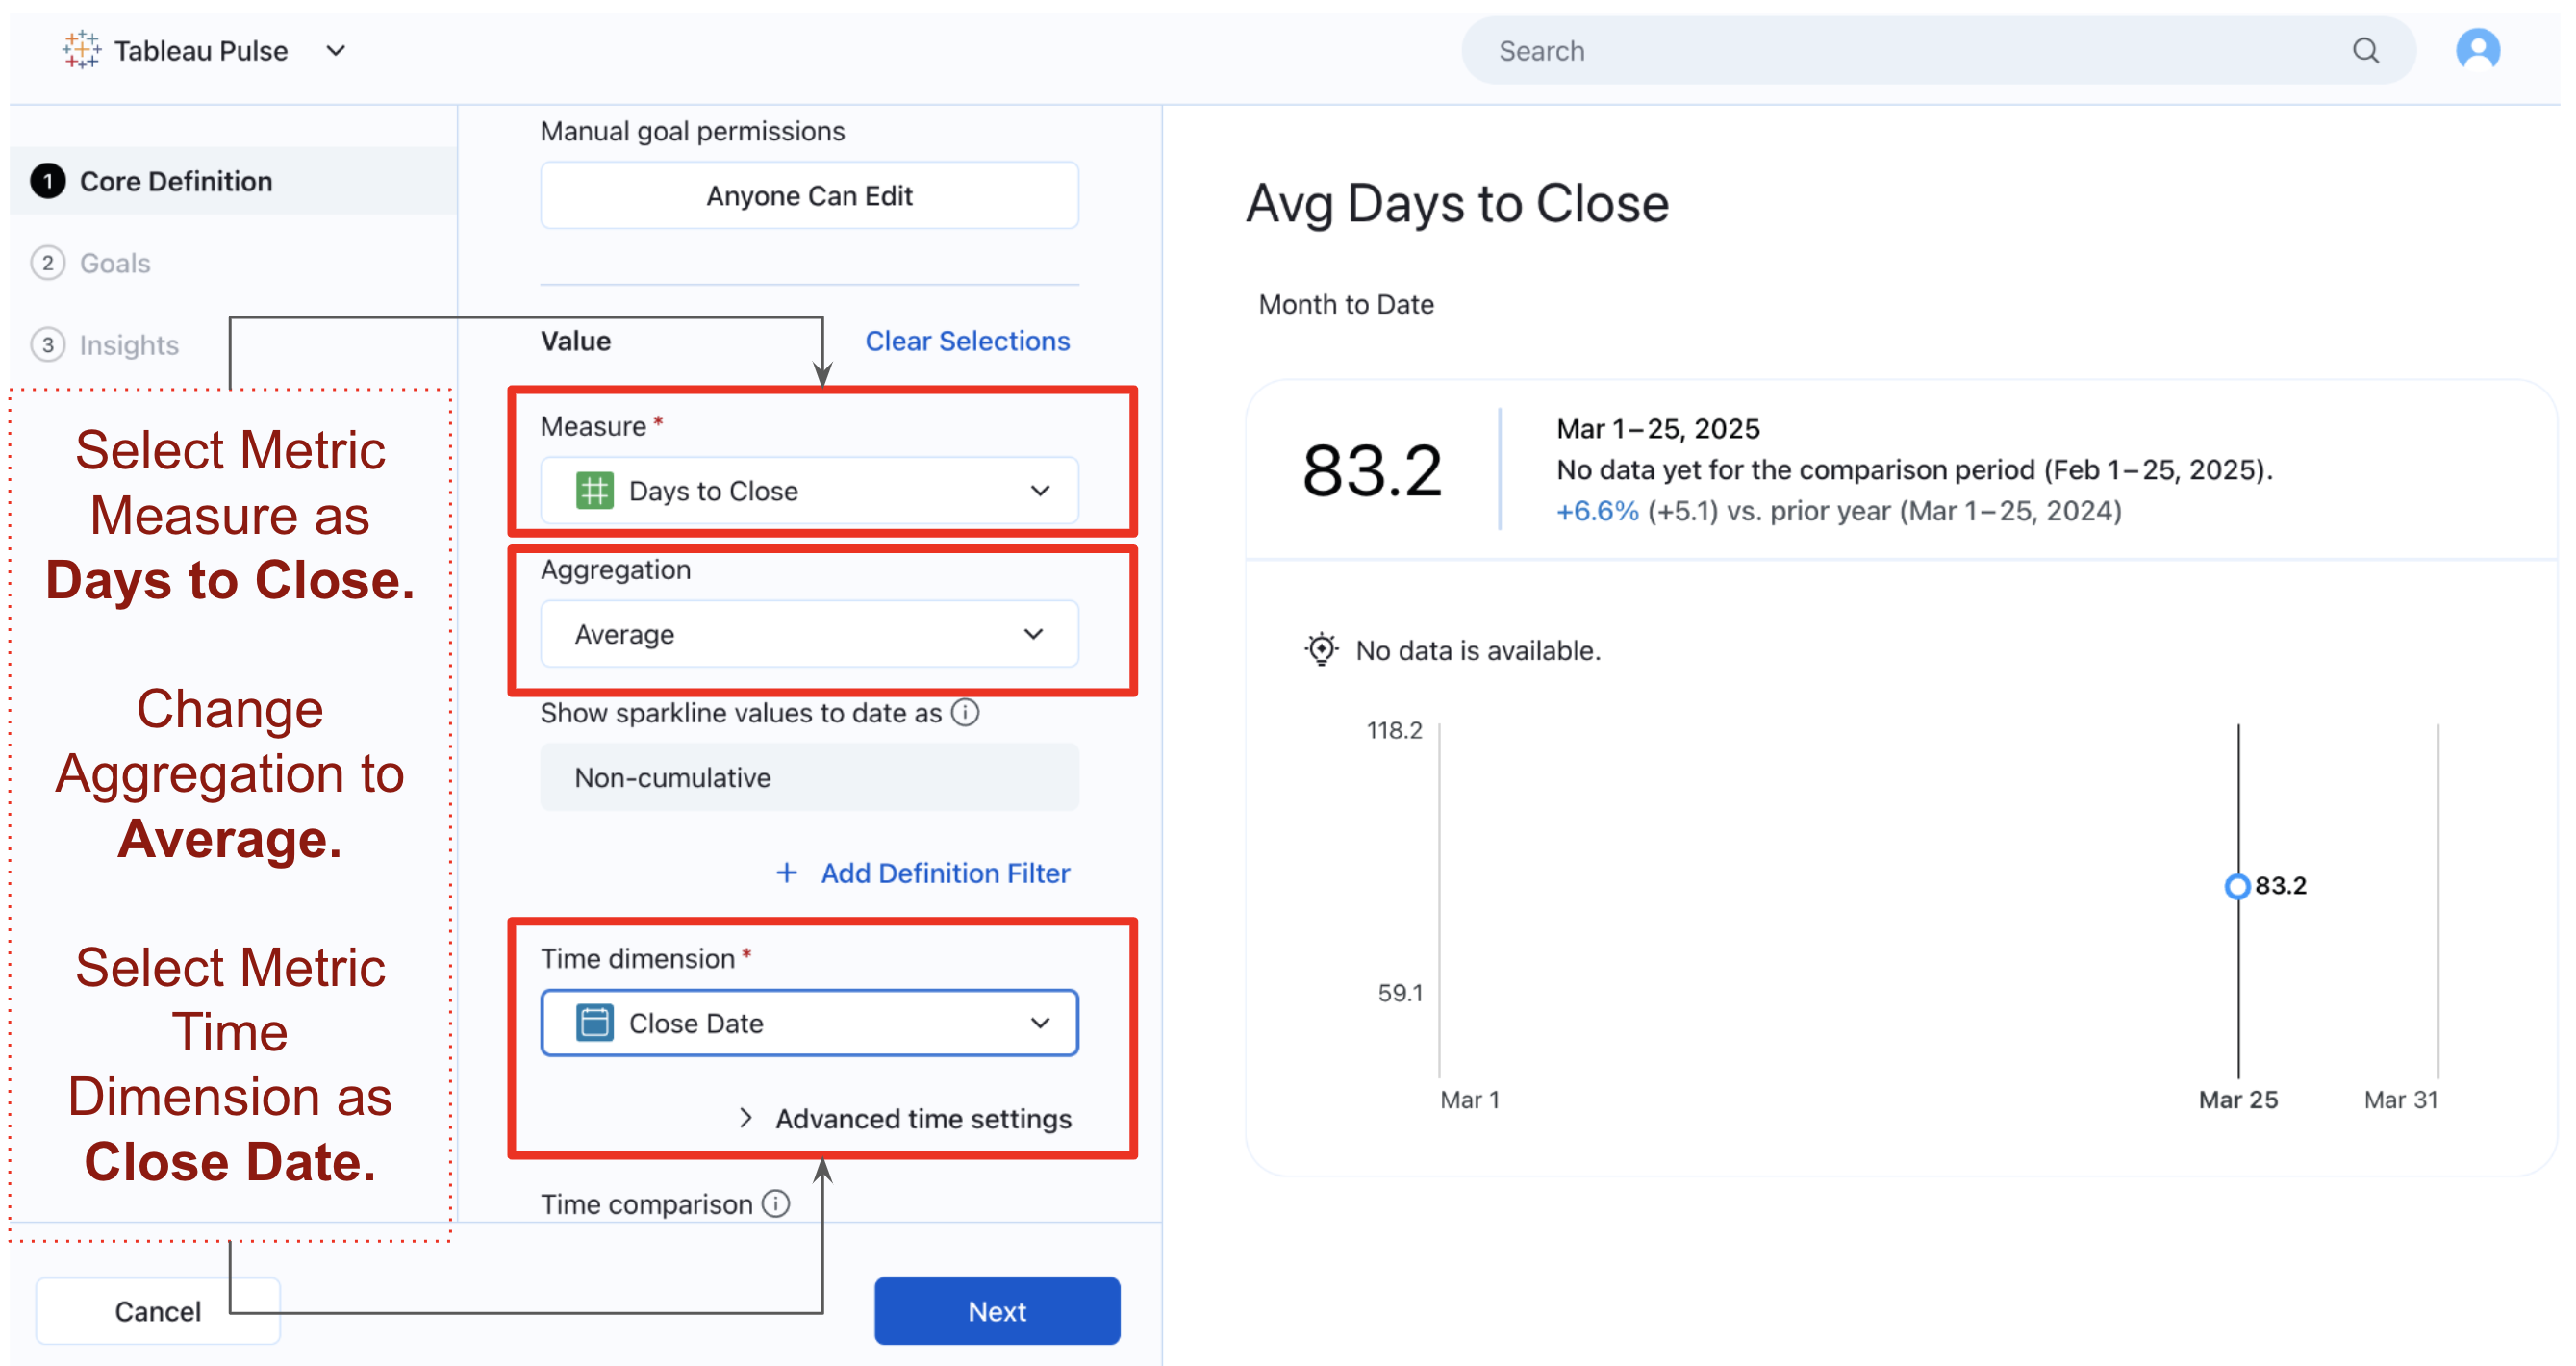 Tableau Pulse
Search
1 Core Definition
2 Goals
3 Insights
Select Metric
Measure as
Days to Close.
Change
Aggregation to
Average.
Select Metric
Time
Dimension as
Close Date.
Cancel
Manual goal permissions
Anyone Can Edit
Value Clear Selections
Measure *
Days to Close
Aggregation
Average
Show sparkline values to date as
Non-cumulative
+ Add Definition Filter
Time dimension *
Close Date
> Advanced time settings
Time comparison
Next
Avg Days to Close
Month to Date
83.2
Mar 1–25, 2025
No data yet for the comparison period (Feb 1–25, 2025).
+6.6% (+5.1) vs. prior year (Mar 1–25, 2024)
No data is available.
118.2
83.2
59.1
Mar 1 Mar 25 Mar 31